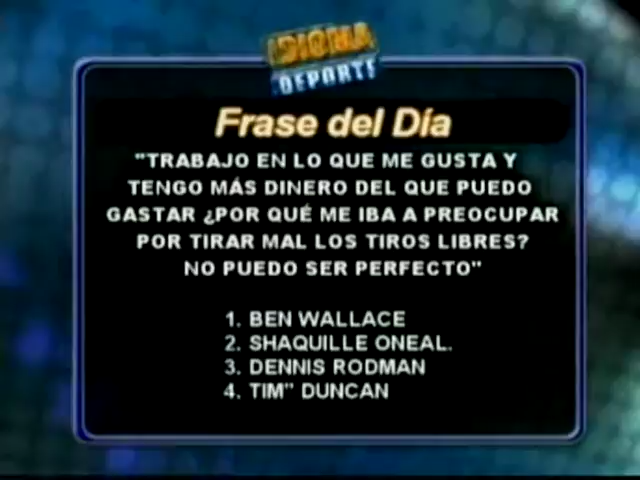 IDIOMA
DEPORTE
Frase del Día
"TRABAJO EN LO QUE ME GUSTA Y
TENGO MÁS DINERO DEL QUE PUEDO
GASTAR ¿POR QUÉ ME IBA A PREOCUPAR
POR TIRAR MAL LOS TIROS LIBRES?
NO PUEDO SER PERFECTO"
1. BEN WALLACE
2. SHAQUILLE ONEAL.
3. DENNIS RODMAN
4. TIM" DUNCAN